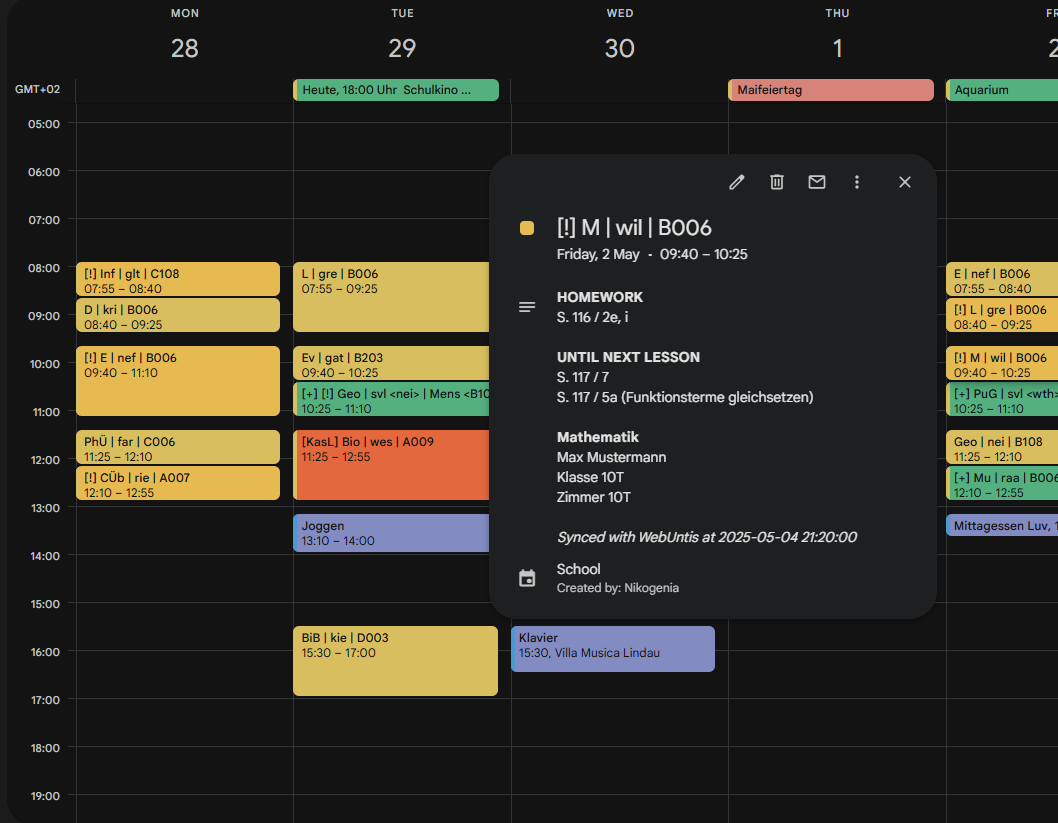 MON TUE WED THU FR
28 29 30 1 2
GMT+02
Heute, 18:00 Uhr Schulkino ...
Maifeiertag
Aquarium
05:00
06:00
07:00
08:00
09:00
10:00
11:00
12:00
13:00
14:00
15:00
16:00
17:00
18:00
19:00
[!] Inf | glt | C108
07:55 – 08:40
D | kri | B006
08:40 – 09:25
[!] E | nef | B006
09:40 – 11:10
PhÜ | far | C006
11:25 – 12:10
[!] CÜb | rie | A007
12:10 – 12:55
L | gre | B006
07:55 – 09:25
Ev | gat | B203
09:40 – 10:25
[+] [!] Geo | svl <nei> | Mens <B10
10:25 – 11:10
[KasL] Bio | wes | A009
11:25 – 12:55
Joggen
13:10 – 14:00
BiB | kie | D003
15:30 – 17:00
Klavier
15:30, Villa Musica Lindau
[!] M | wil | B006
Friday, 2 May · 09:40 – 10:25
HOMEWORK
S. 116 / 2e, i
UNTIL NEXT LESSON
S. 117 / 7
S. 117 / 5a (Funktionsterme gleichsetzen)
Mathematik
Max Mustermann
Klasse 10T
Zimmer 10T
Synced with WebUntis at 2025-05-04 21:20:00
School
Created by: Nikogenia
E | nef | B006
07:55 – 08:40
[!] L | gre | B006
08:40 – 09:25
[!] M | wil | B006
09:40 – 10:25
[+] PuG | svl <wth>
10:25 – 11:10
Geo | nei | B108
11:25 – 12:10
[+] Mu | raa | B006
12:10 – 12:55
Mittagessen Luv, 1